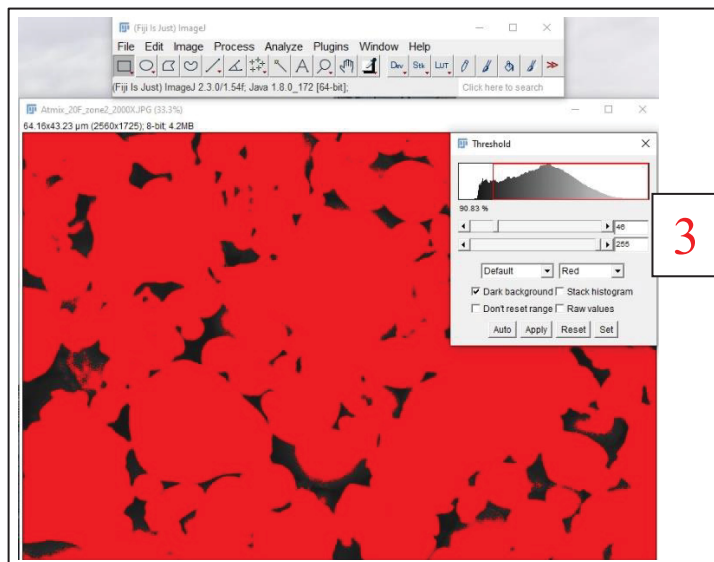 (Fiji Is Just) ImageJ
File Edit Image Process Analyze Plugins Window Help
Dev Stk LUT
(Fiji Is Just) ImageJ 2.3.0/1.54f; Java 1.8.0_172 [64-bit];
Click here to search
Atmix_20F_zone2_2000X.JPG (33.3%)
64.16x43.23 µm (2560x1725); 8-bit; 4.2MB
Threshold
90.83 %
46
255
Default Red
Dark background Stack histogram
Don't reset range Raw values
Auto Apply Reset Set
3